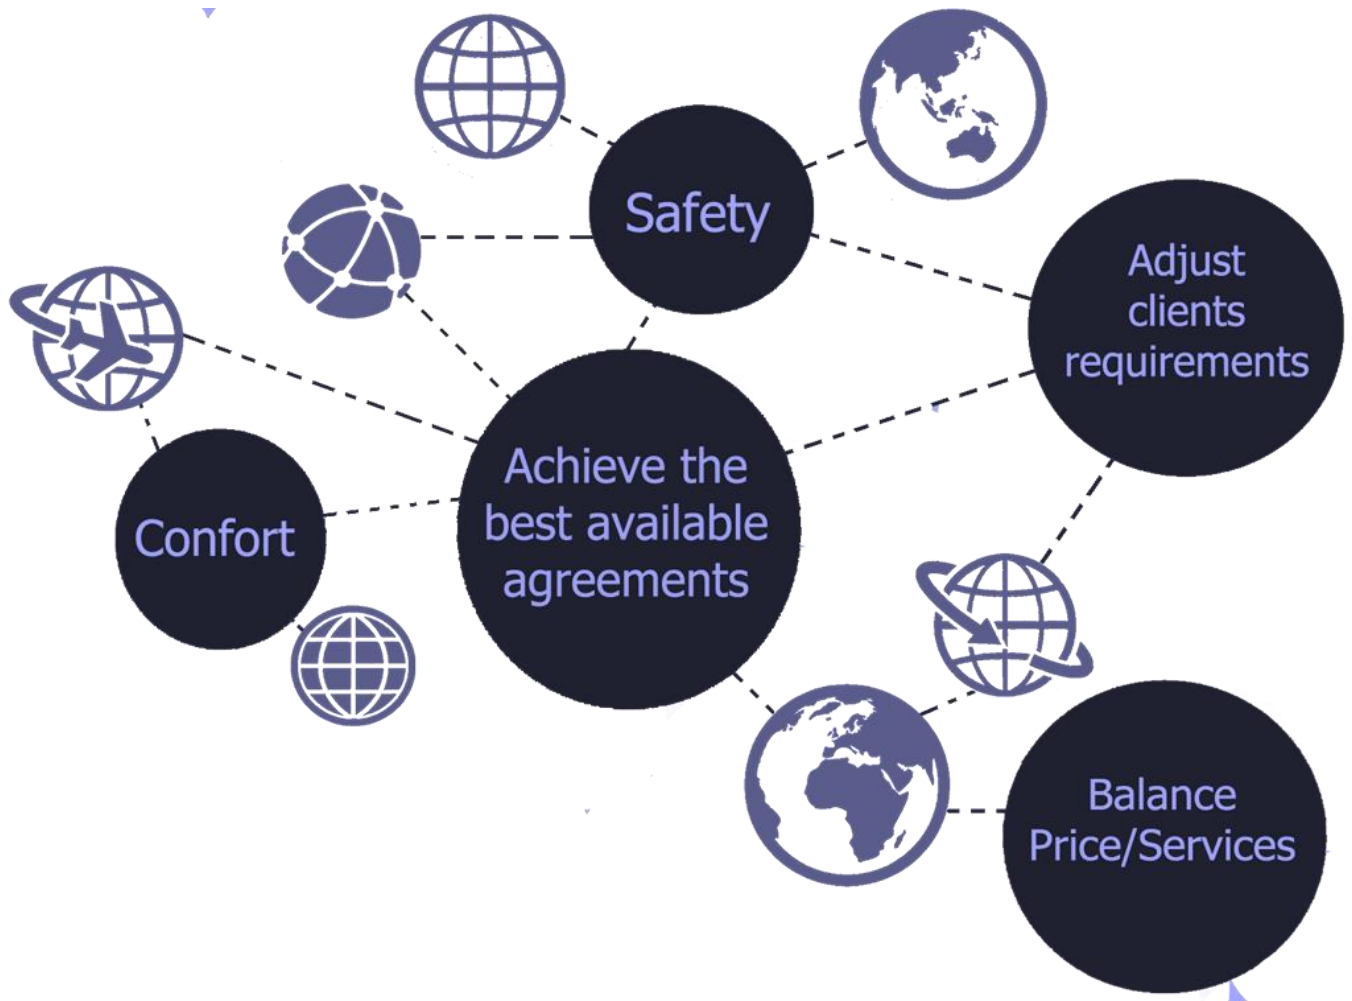 Safety
Adjust
clients
requirements
Achieve the
best available
agreements
Confort
Balance
Price/Services